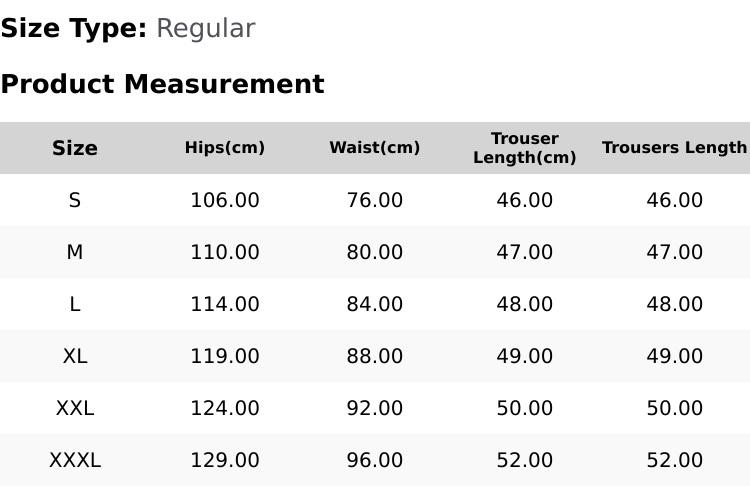 Size Type: Regular
Product Measurement
Size Hips(cm) Waist(cm) Trouser Length(cm) Trousers Length
S 106.00 76.00 46.00 46.00
M 110.00 80.00 47.00 47.00
L 114.00 84.00 48.00 48.00
XL 119.00 88.00 49.00 49.00
XXL 124.00 92.00 50.00 50.00
XXXL 129.00 96.00 52.00 52.00